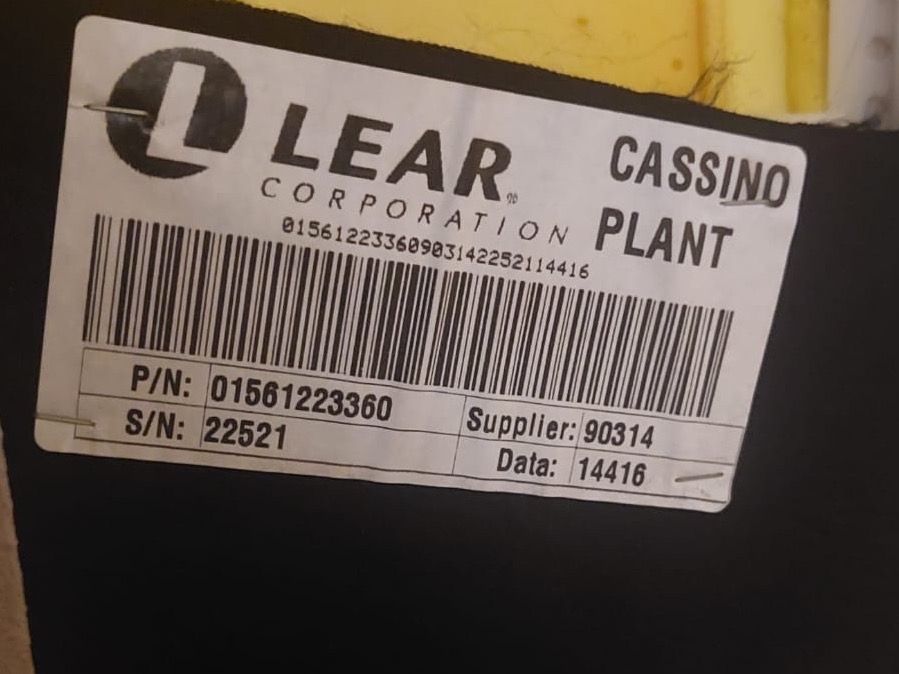 L LEAR
CORPORATION
CASSINO
PLANT
01561223360903142252114416
P/N: 01561223360
Supplier: 90314
S/N: 22521
Data: 14416